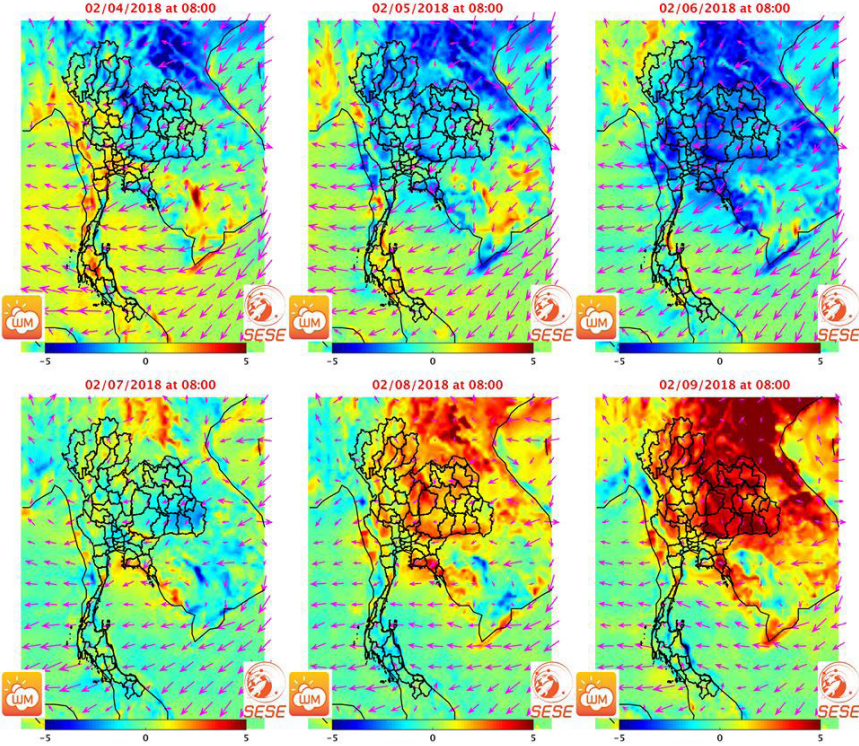 02/04/2018 at 08:00
02/05/2018 at 08:00
02/06/2018 at 08:00
WM
SESE
WM
SESE
WM
SESE
−5 0 5
−5 0 5
−5 0 5
02/07/2018 at 08:00
02/08/2018 at 08:00
02/09/2018 at 08:00
WM
SESE
WM
SESE
WM
SESE
−5 0 5
−5 0 5
−5 0 5